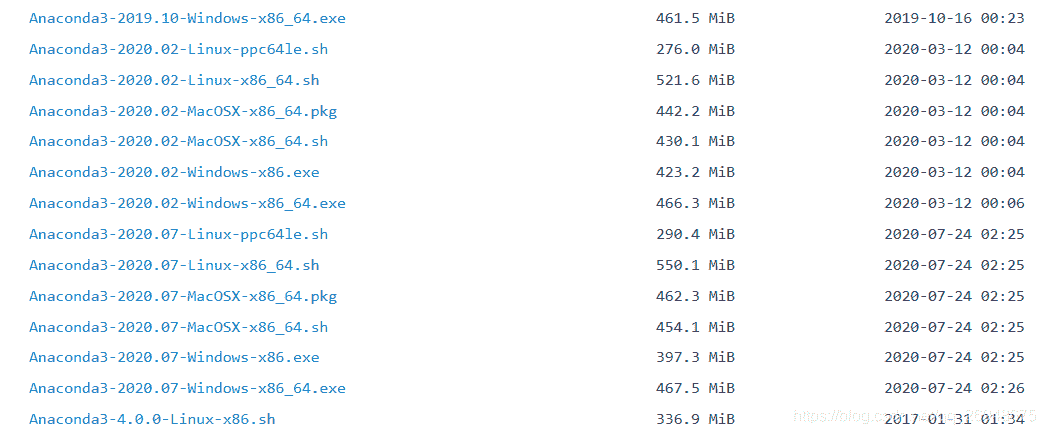 Anaconda3-2019.10-Windows-x86_64.exe 461.5 MiB 2019-10-16 00:23
Anaconda3-2020.02-Linux-ppc64le.sh 276.0 MiB 2020-03-12 00:04
Anaconda3-2020.02-Linux-x86_64.sh 521.6 MiB 2020-03-12 00:04
Anaconda3-2020.02-MacOSX-x86_64.pkg 442.2 MiB 2020-03-12 00:04
Anaconda3-2020.02-MacOSX-x86_64.sh 430.1 MiB 2020-03-12 00:04
Anaconda3-2020.02-Windows-x86.exe 423.2 MiB 2020-03-12 00:04
Anaconda3-2020.02-Windows-x86_64.exe 466.3 MiB 2020-03-12 00:06
Anaconda3-2020.07-Linux-ppc64le.sh 290.4 MiB 2020-07-24 02:25
Anaconda3-2020.07-Linux-x86_64.sh 550.1 MiB 2020-07-24 02:25
Anaconda3-2020.07-MacOSX-x86_64.pkg 462.3 MiB 2020-07-24 02:25
Anaconda3-2020.07-MacOSX-x86_64.sh 454.1 MiB 2020-07-24 02:25
Anaconda3-2020.07-Windows-x86.exe 397.3 MiB 2020-07-24 02:25
Anaconda3-2020.07-Windows-x86_64.exe 467.5 MiB 2020-07-24 02:26
Anaconda3-4.0.0-Linux-x86.sh 336.9 MiB 2017-01-31 01:34